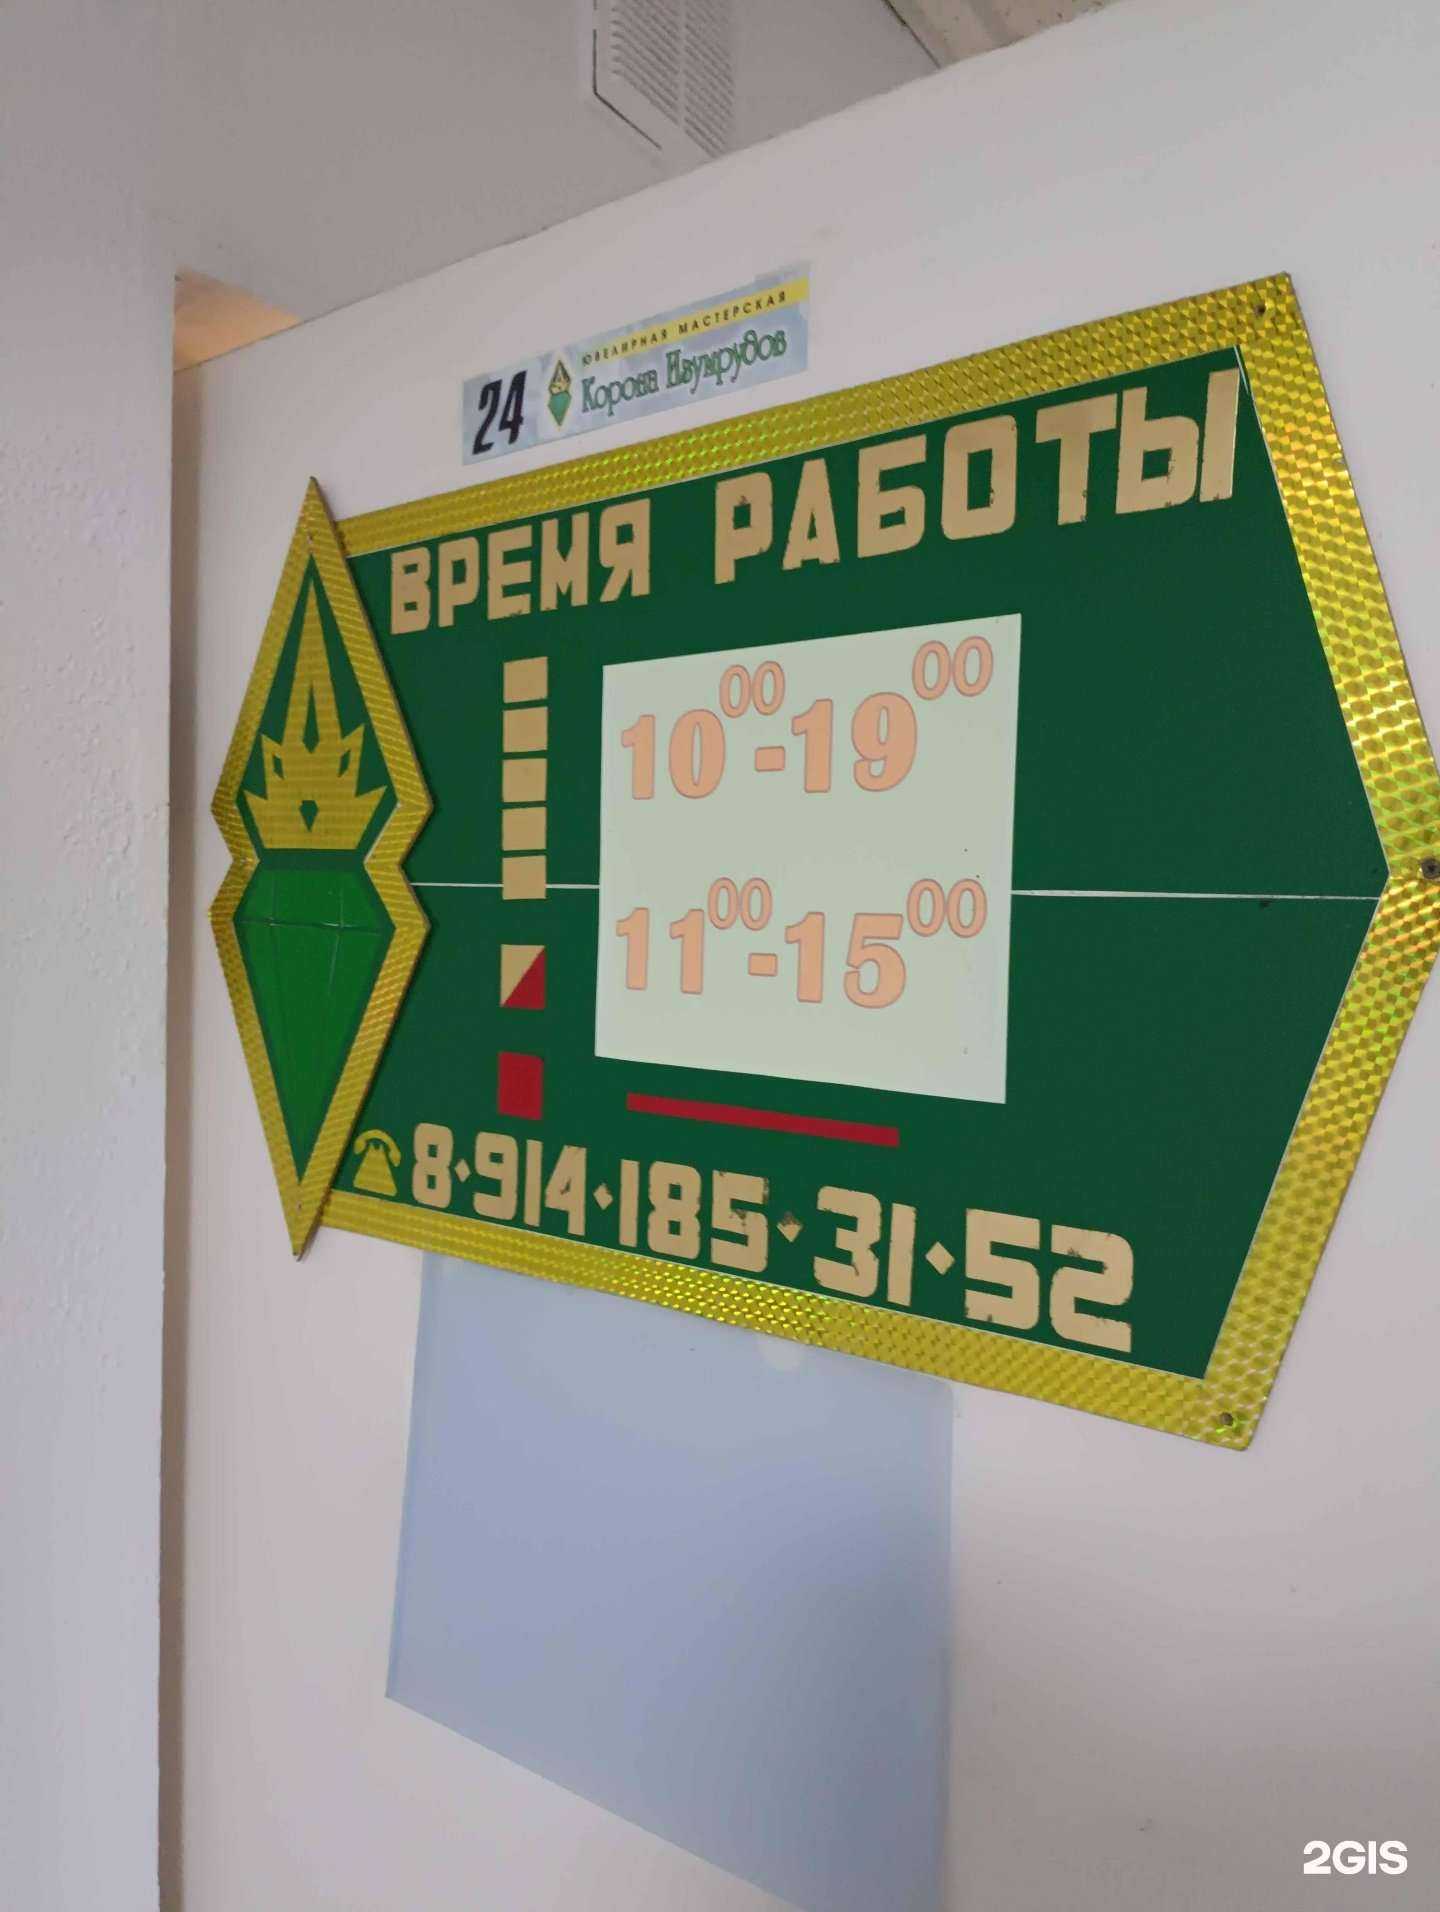 24
ЮВЕЛИРНАЯ МАСТЕРСКАЯ
Корона Изумрудов
ВРЕМЯ РАБОТЫ
10⁰⁰-19⁰⁰
11⁰⁰-15⁰⁰
8·914·185·31·52
2GIS